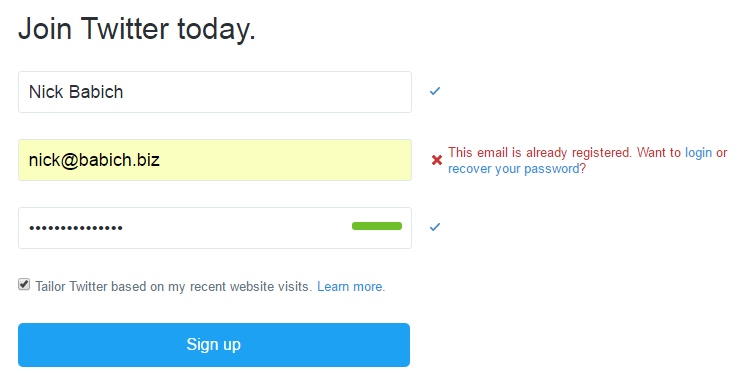 Join Twitter today.
Nick Babich
nick@babich.biz
This email is already registered. Want to login or
recover your password?
•••••••••••••••
Tailor Twitter based on my recent website visits. Learn more.
Sign up